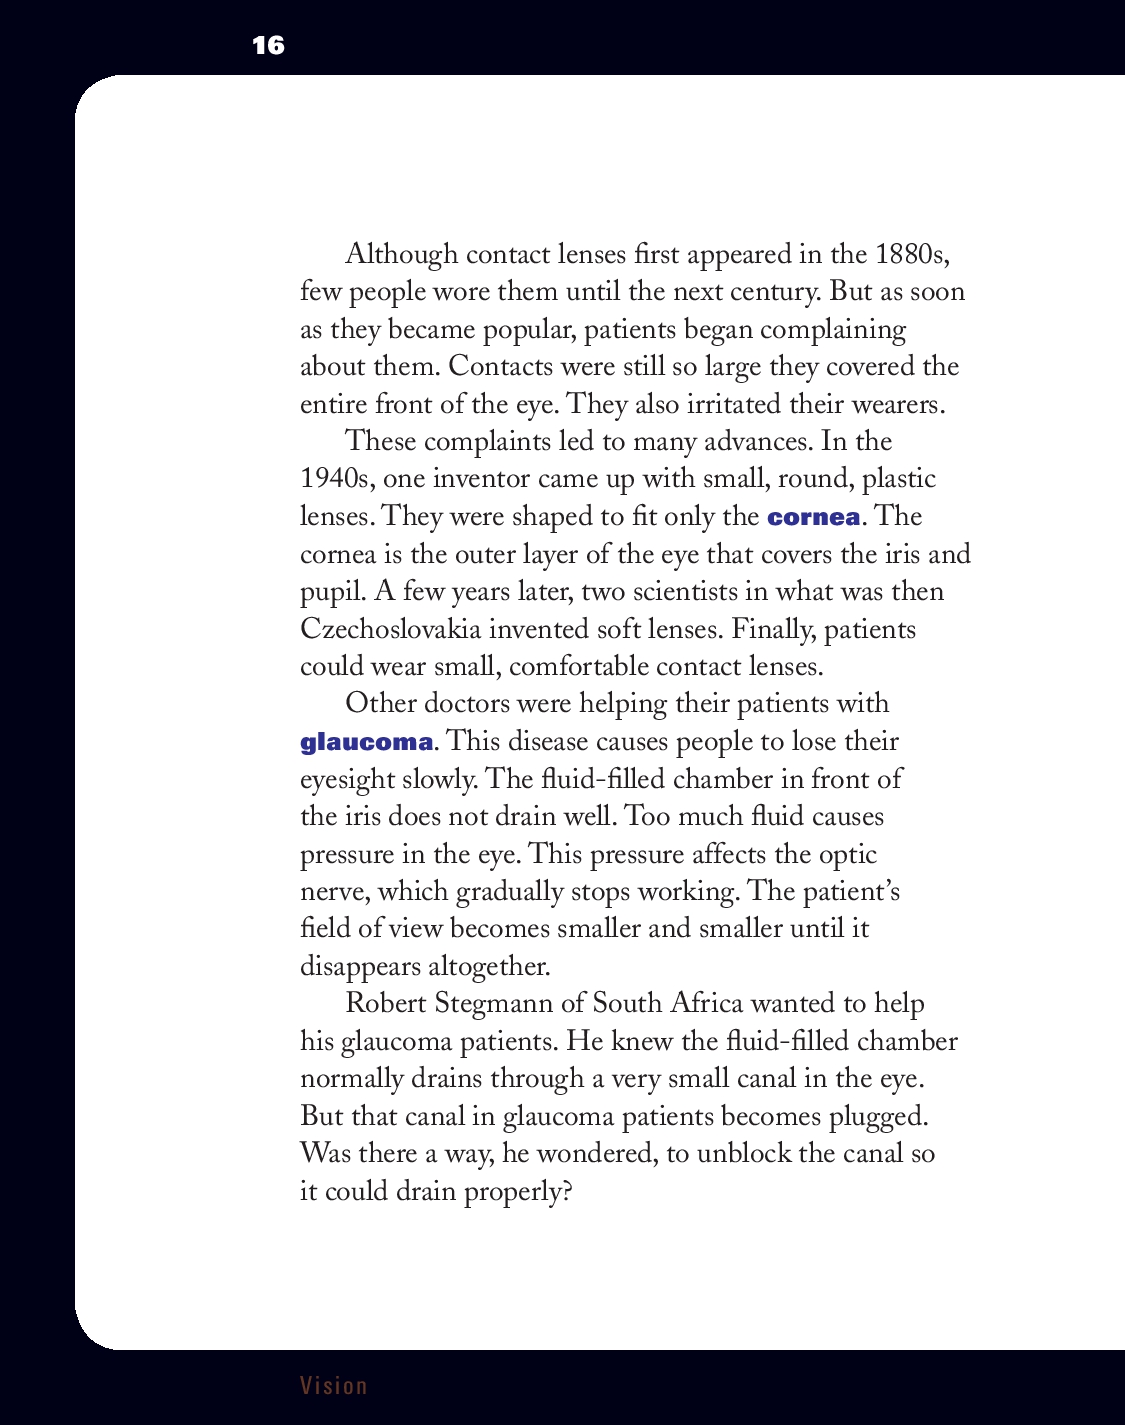 16
Although contact lenses first appeared in the 1880s,
few people wore them until the next century. But as soon
as they became popular, patients began complaining
about them. Contacts were still so large they covered the
entire front of the eye. They also irritated their wearers.
These complaints led to many advances. In the
1940s, one inventor came up with small, round, plastic
lenses. They were shaped to fit only the cornea. The
cornea is the outer layer of the eye that covers the iris and
pupil. A few years later, two scientists in what was then
Czechoslovakia invented soft lenses. Finally, patients
could wear small, comfortable contact lenses.
Other doctors were helping their patients with
glaucoma. This disease causes people to lose their
eyesight slowly. The fluid-filled chamber in front of
the iris does not drain well. Too much fluid causes
pressure in the eye. This pressure affects the optic
nerve, which gradually stops working. The patient’s
field of view becomes smaller and smaller until it
disappears altogether.
Robert Stegmann of South Africa wanted to help
his glaucoma patients. He knew the fluid-filled chamber
normally drains through a very small canal in the eye.
But that canal in glaucoma patients becomes plugged.
Was there a way, he wondered, to unblock the canal so
it could drain properly?
Vision